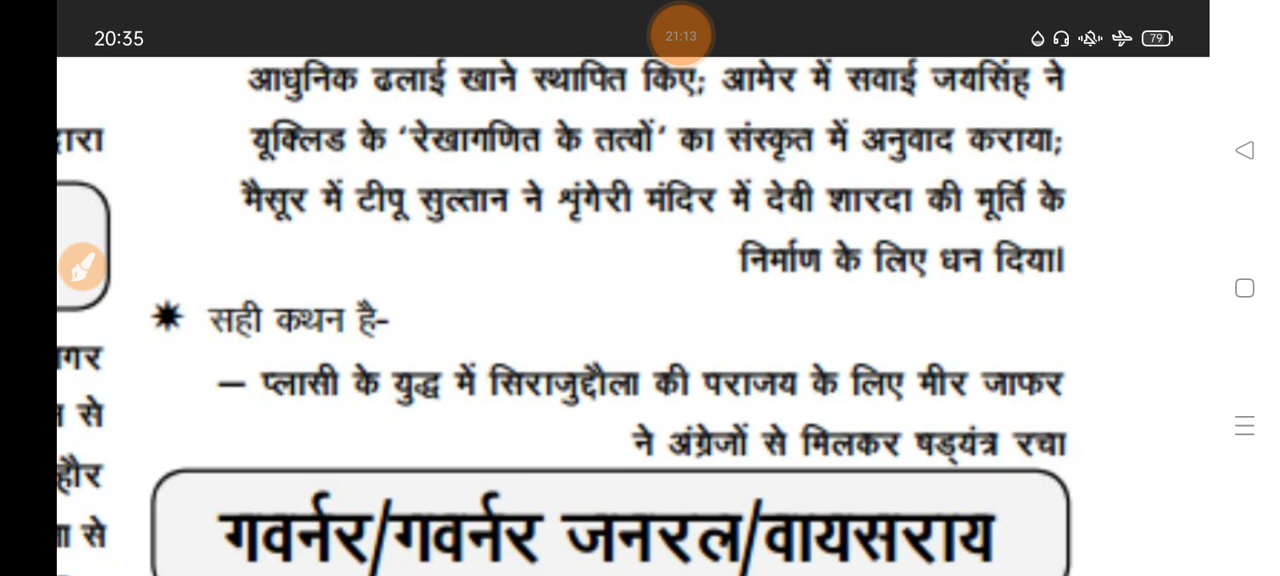 20:35
21:13
79
आधुनिक ढलाई खाने स्थापित किए; आमेर में सवाई जयसिंह ने
यूक्लिड के ‘रेखागणित के तत्वों’ का संस्कृत में अनुवाद कराया;
मैसूर में टीपू सुल्तान ने शृंगेरी मंदिर में देवी शारदा की मूर्ति के
निर्माण के लिए धन दिया।
✷ सही कथन है-
– प्लासी के युद्ध में सिराजुद्दौला की पराजय के लिए मीर जाफर
ने अंग्रेजों से मिलकर षड्यंत्र रचा
गवर्नर/गवर्नर जनरल/वायसराय
से
से